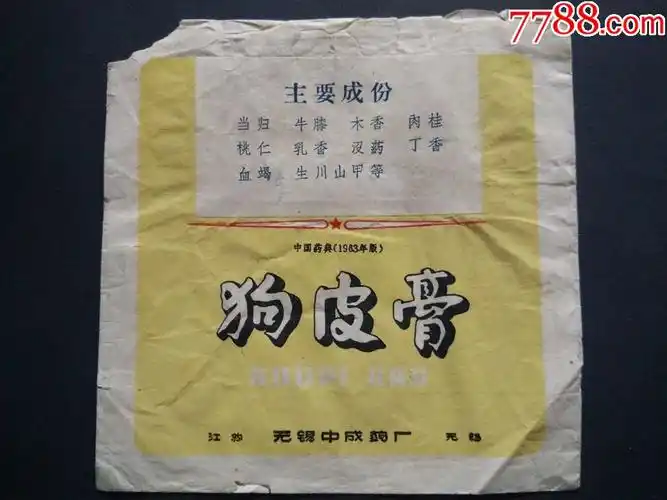 7788.com
主要成份
当归 牛膝 木香 肉桂
桃仁 乳香 没药 丁香
血竭 生川山甲等
中国药典(1963年版)
狗皮膏
江苏 无锡中成药厂 无锡